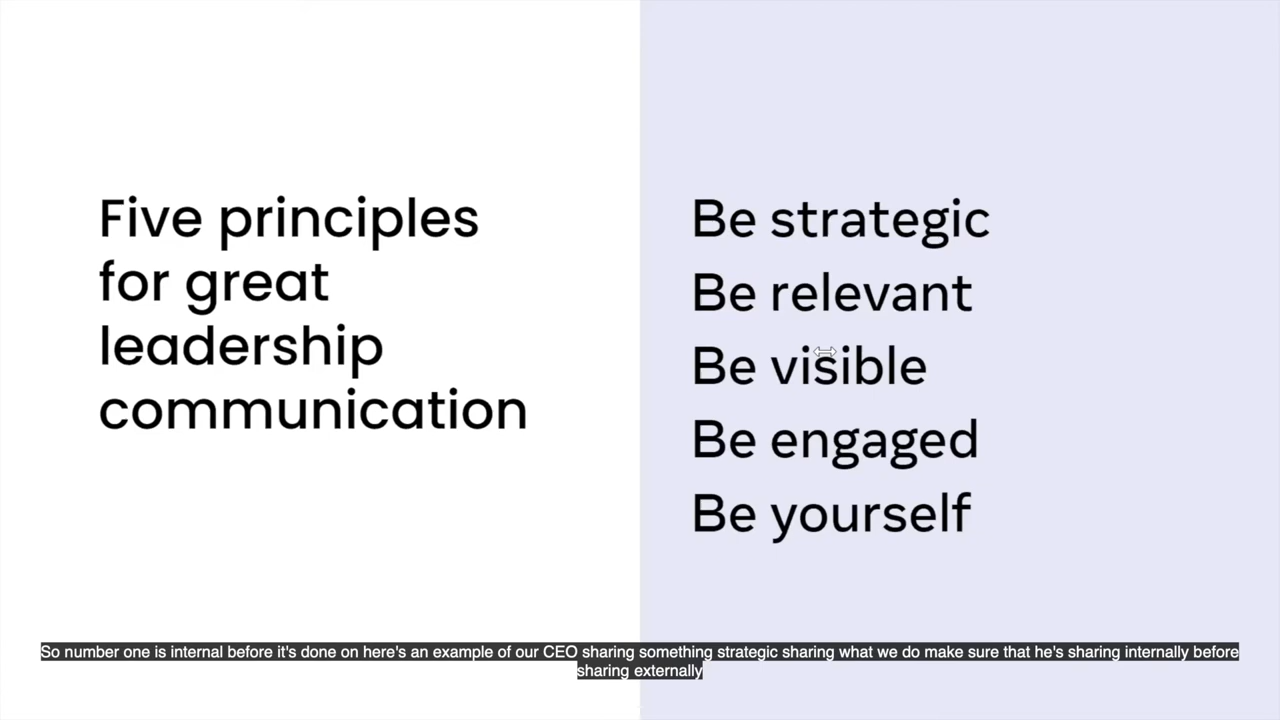 Five principles
for great
leadership
communication
Be strategic
Be relevant
Be visible
Be engaged
Be yourself
So number one is internal before it's done on here's an example of our CEO sharing something strategic sharing what we do make sure that he's sharing internally before
sharing externally